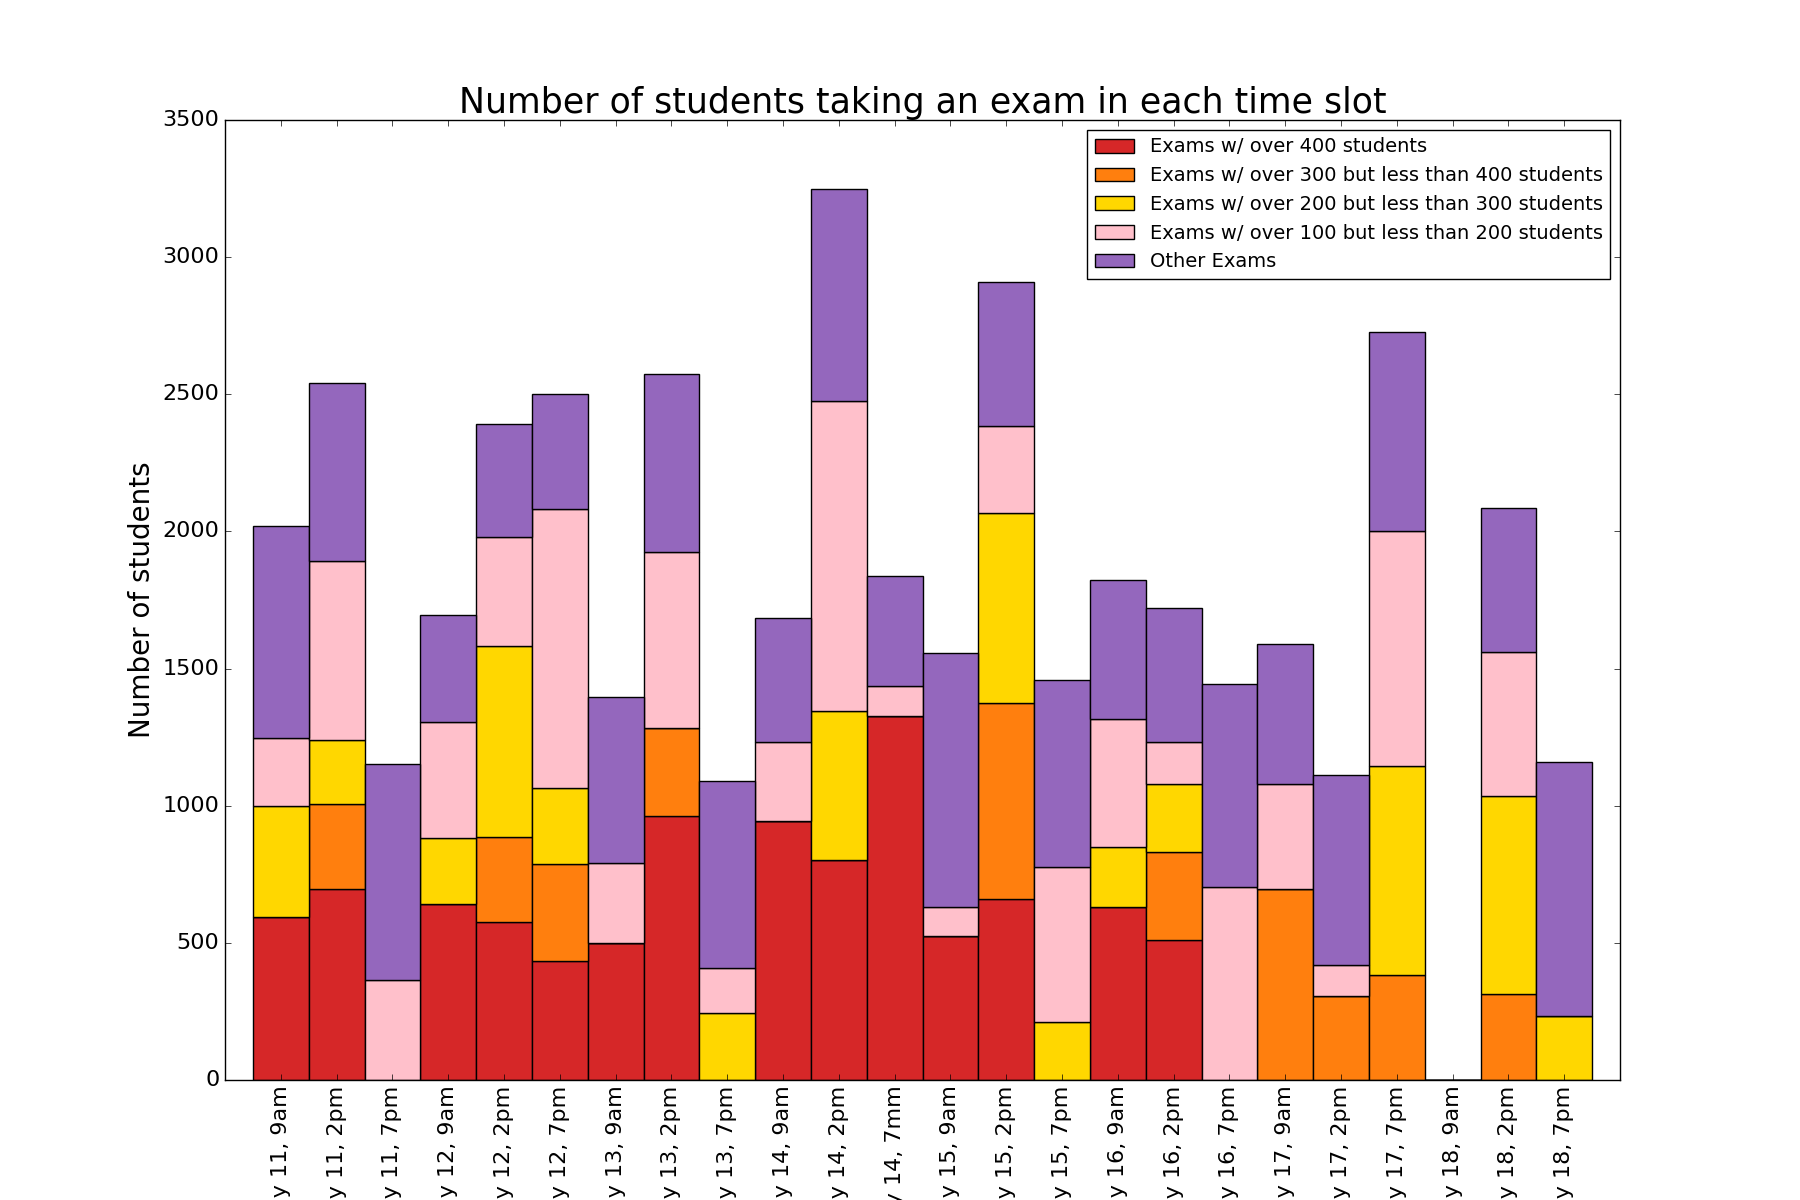 Number of students taking an exam in each time slot
3500
3000
2500
2000
1500
1000
500
0
Number of students
Exams w/ over 400 students
Exams w/ over 300 but less than 400 students
Exams w/ over 200 but less than 300 students
Exams w/ over 100 but less than 200 students
Other Exams
y 11, 9am
y 11, 2pm
y 11, 7pm
y 12, 9am
y 12, 2pm
y 12, 7pm
y 13, 9am
y 13, 2pm
y 13, 7pm
y 14, 9am
y 14, 2pm
y 14, 7mm
y 15, 9am
y 15, 2pm
y 15, 7pm
y 16, 9am
y 16, 2pm
y 16, 7pm
y 17, 9am
y 17, 2pm
y 17, 7pm
y 18, 9am
y 18, 2pm
y 18, 7pm